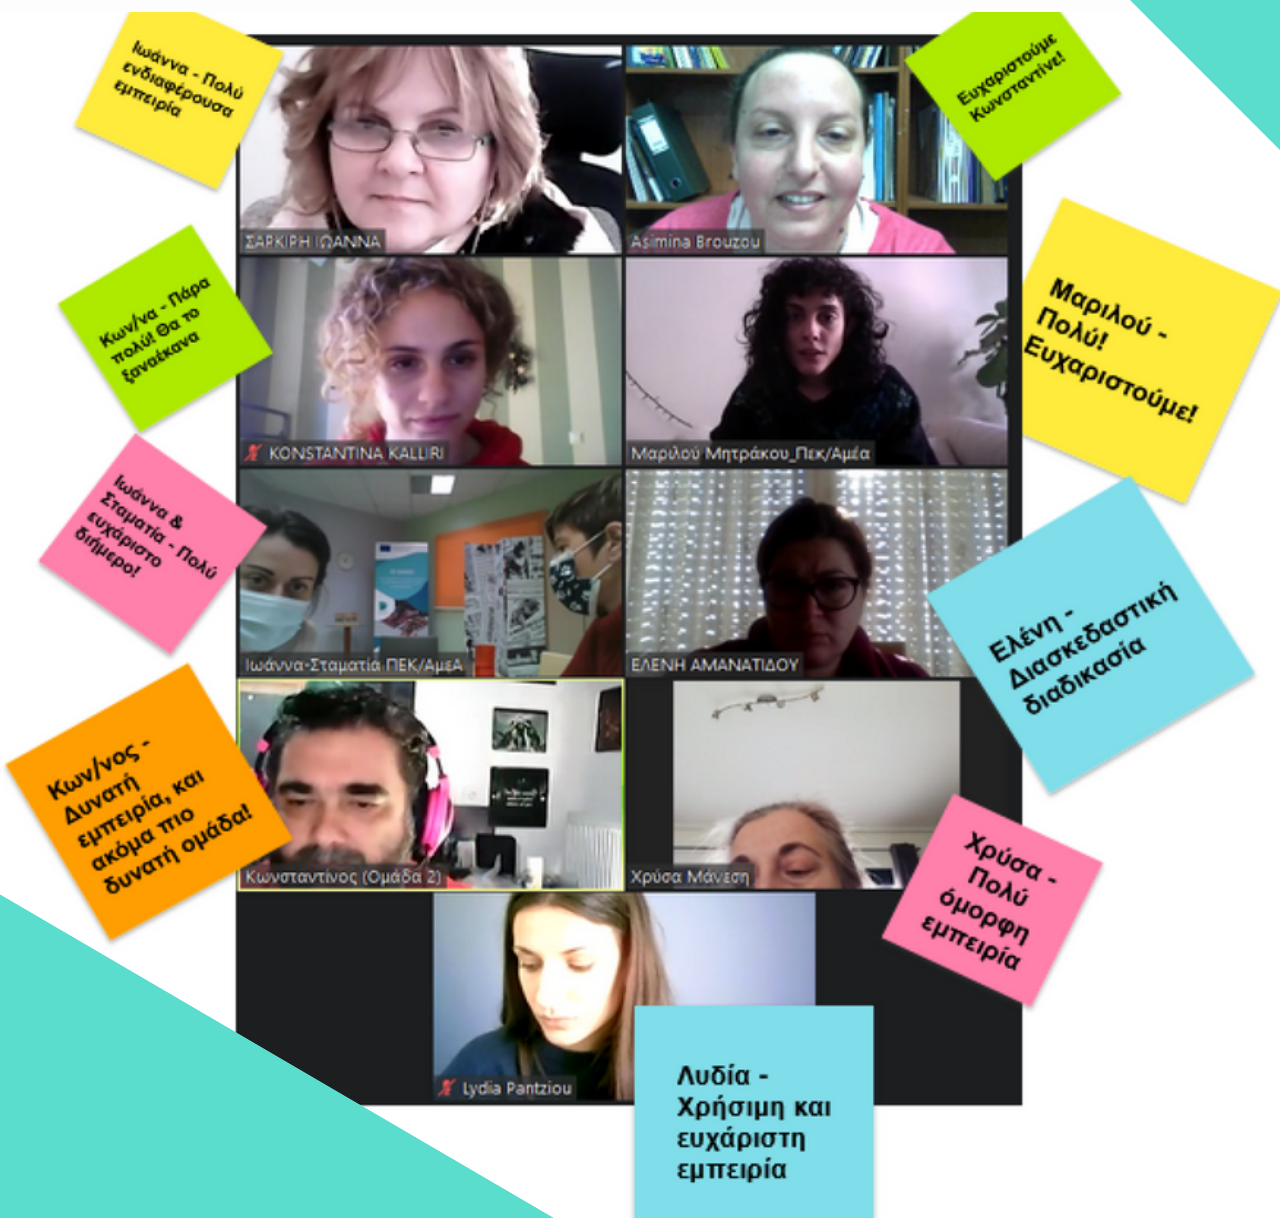 Ιωάννα - Πολύ
ενδιαφέρουσα
εμπειρία
Ευχαριστούμε
Κωνσταντίνε!
ΣΑΡΚΙΡΗ ΙΩΑΝΝΑ
Asimina Brouzou
Κων/να - Πάρα
πολύ! Θα το
ξαναέκανα
Μαριλού -
Πολύ!
Ευχαριστούμε!
KONSTANTINA KALLIRI
Μαριλού Μητράκου_Πεκ/Αμέα
Ιωάννα &
Σταματία - Πολύ
ευχάριστο
διήμερο!
Ιωάννα-Σταματία ΠΕΚ/ΑμεΑ
ΕΛΕΝΗ ΑΜΑΝΑΤΙΔΟΥ
Ελένη -
Διασκεδαστική
διαδικασία
Κων/νος -
Δυνατή
εμπειρία, και
ακόμα πιο
δυνατή ομάδα!
Κωνσταντίνος (Ομάδα 2)
Χρύσα Μάνεση
Χρύσα -
Πολύ
όμορφη
εμπειρία
Lydia Pantziou
Λυδία -
Χρήσιμη και
ευχάριστη
εμπειρία